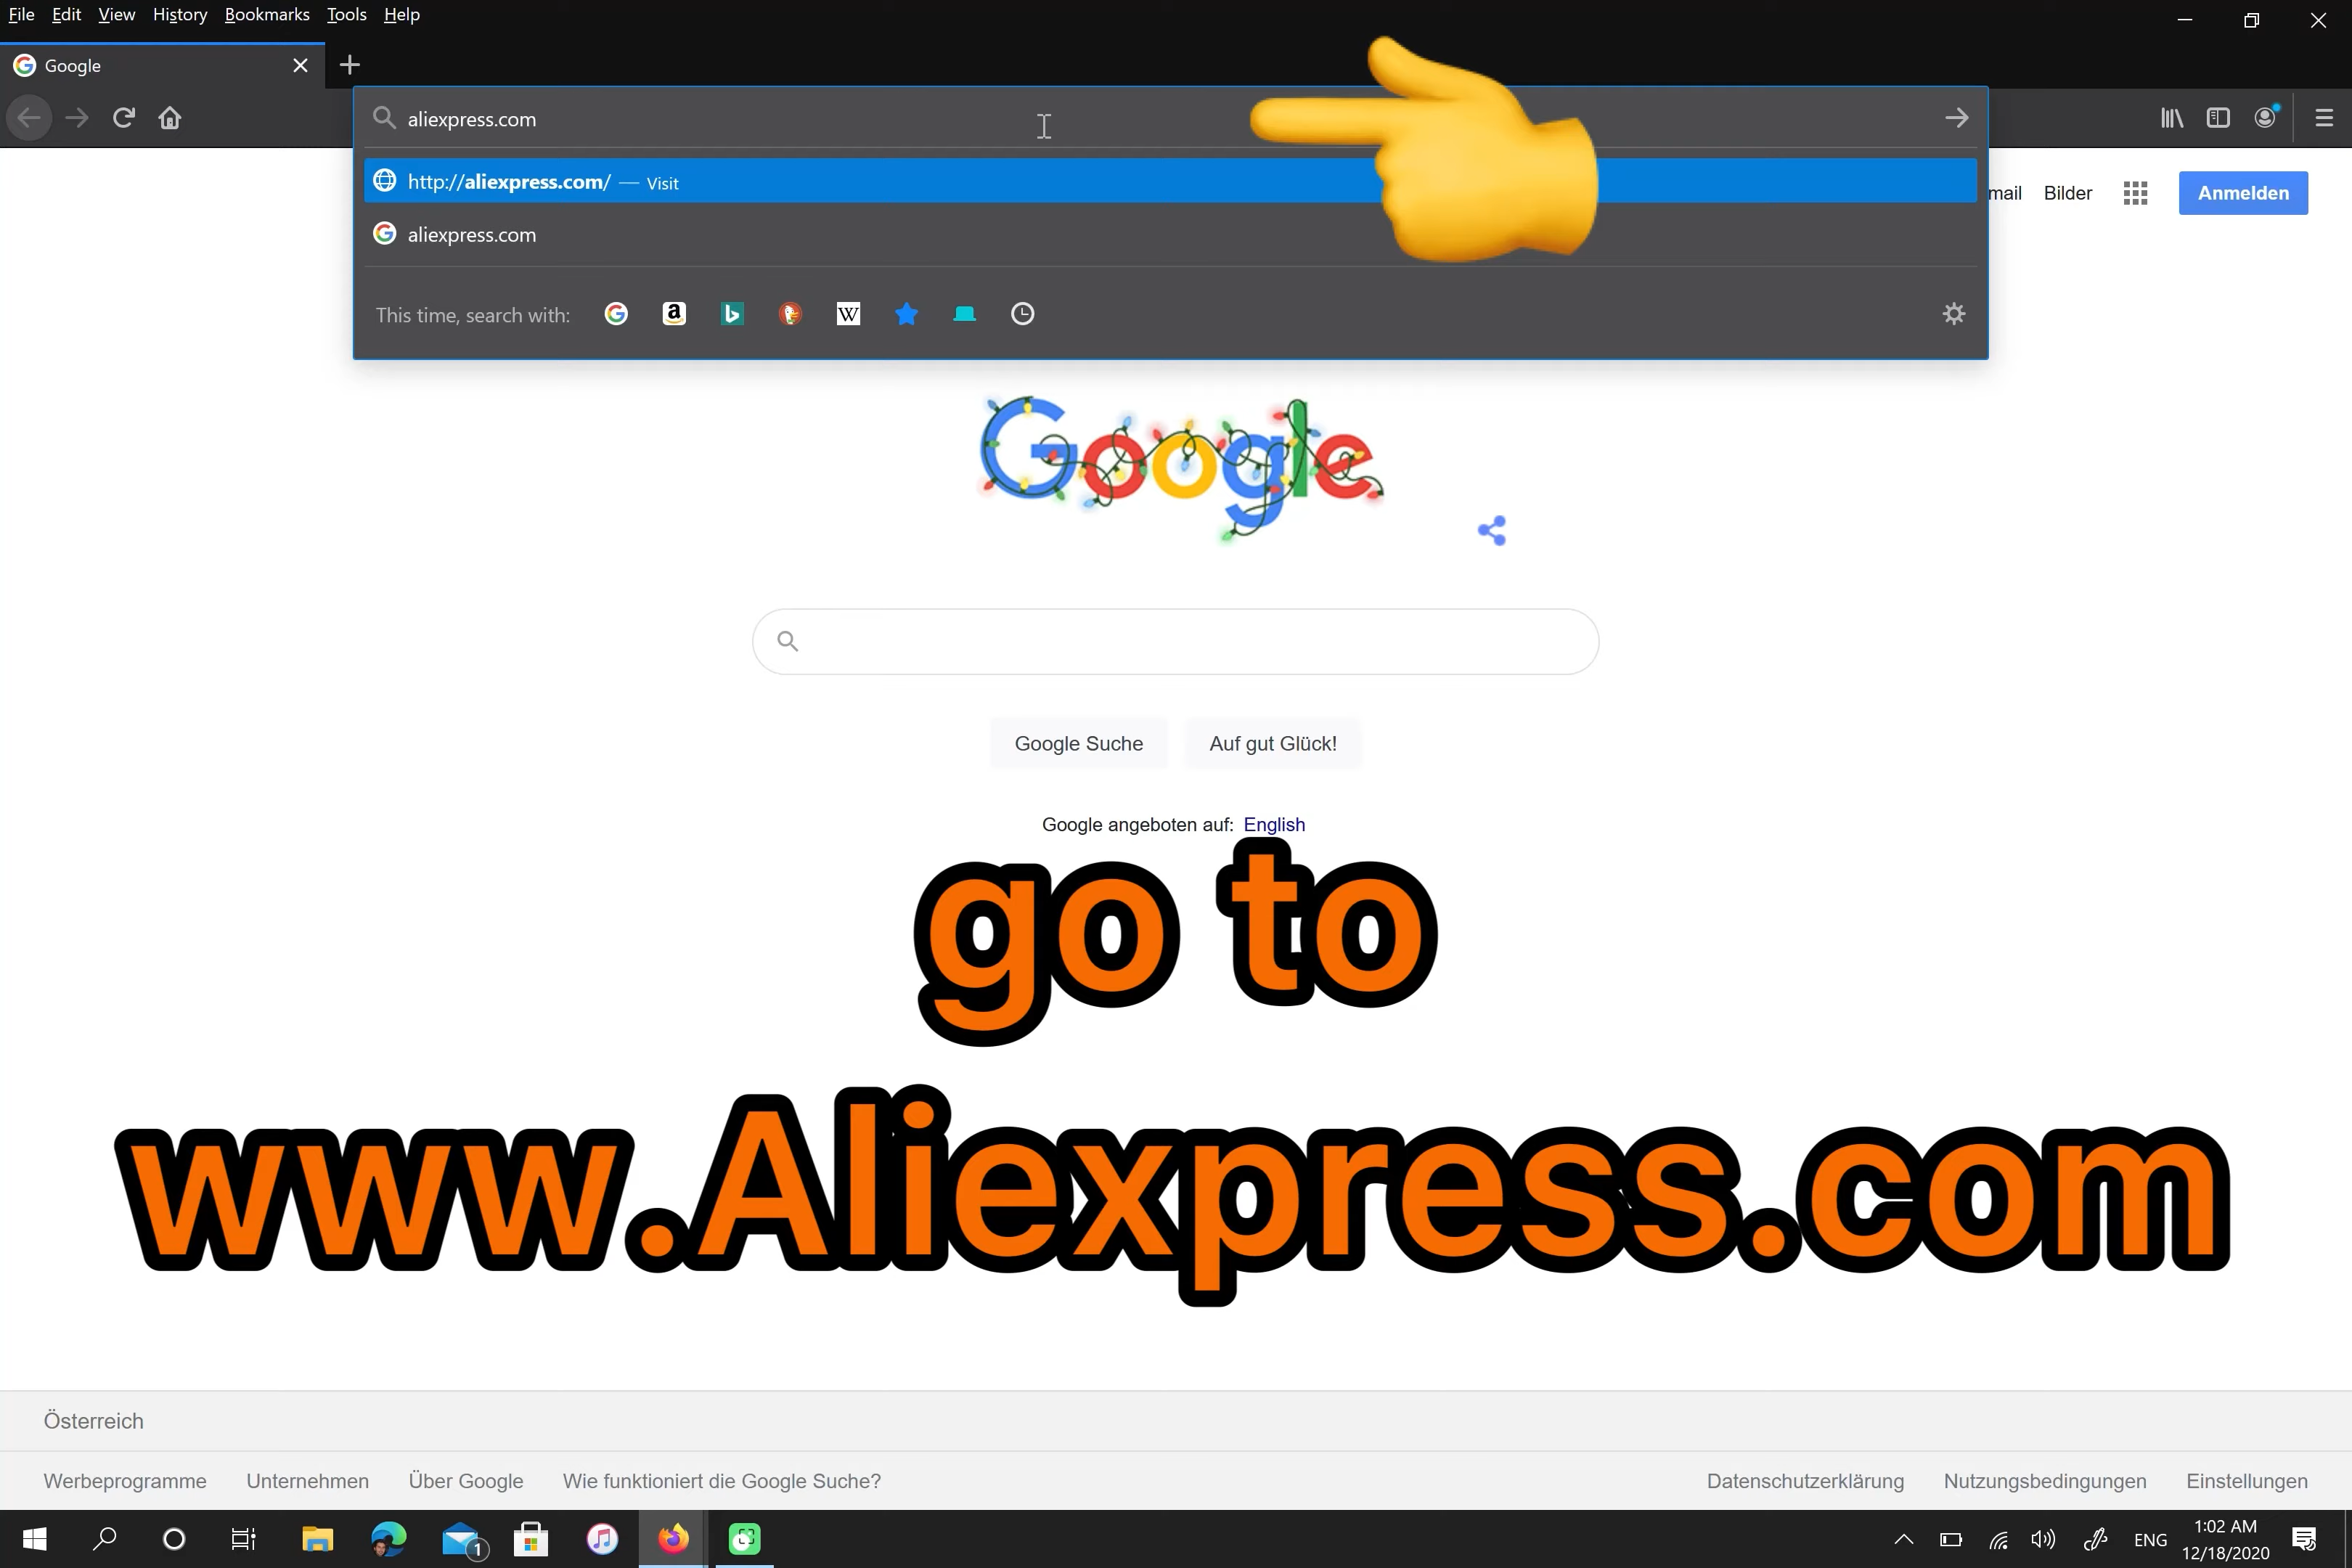 File Edit View History Bookmarks Tools Help
Google
aliexpress.com
http://aliexpress.com/ — Visit
mail Bilder Anmelden
aliexpress.com
This time, search with:
Google
Google Suche Auf gut Glück!
Google angeboten auf: English
go to
www.Aliexpress.com
Österreich
Werbeprogramme Unternehmen Über Google Wie funktioniert die Google Suche? Datenschutzerklärung Nutzungsbedingungen Einstellungen
1 ENG 1:02 AM
12/18/2020